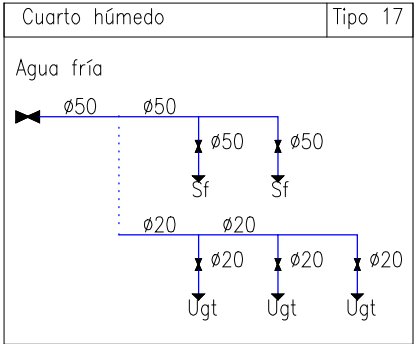 Cuarto húmedo Tipo 17
Agua fría
ø50 ø50
ø50 ø50
Sf Sf
ø20 ø20
ø20 ø20 ø20
Ugt Ugt Ugt